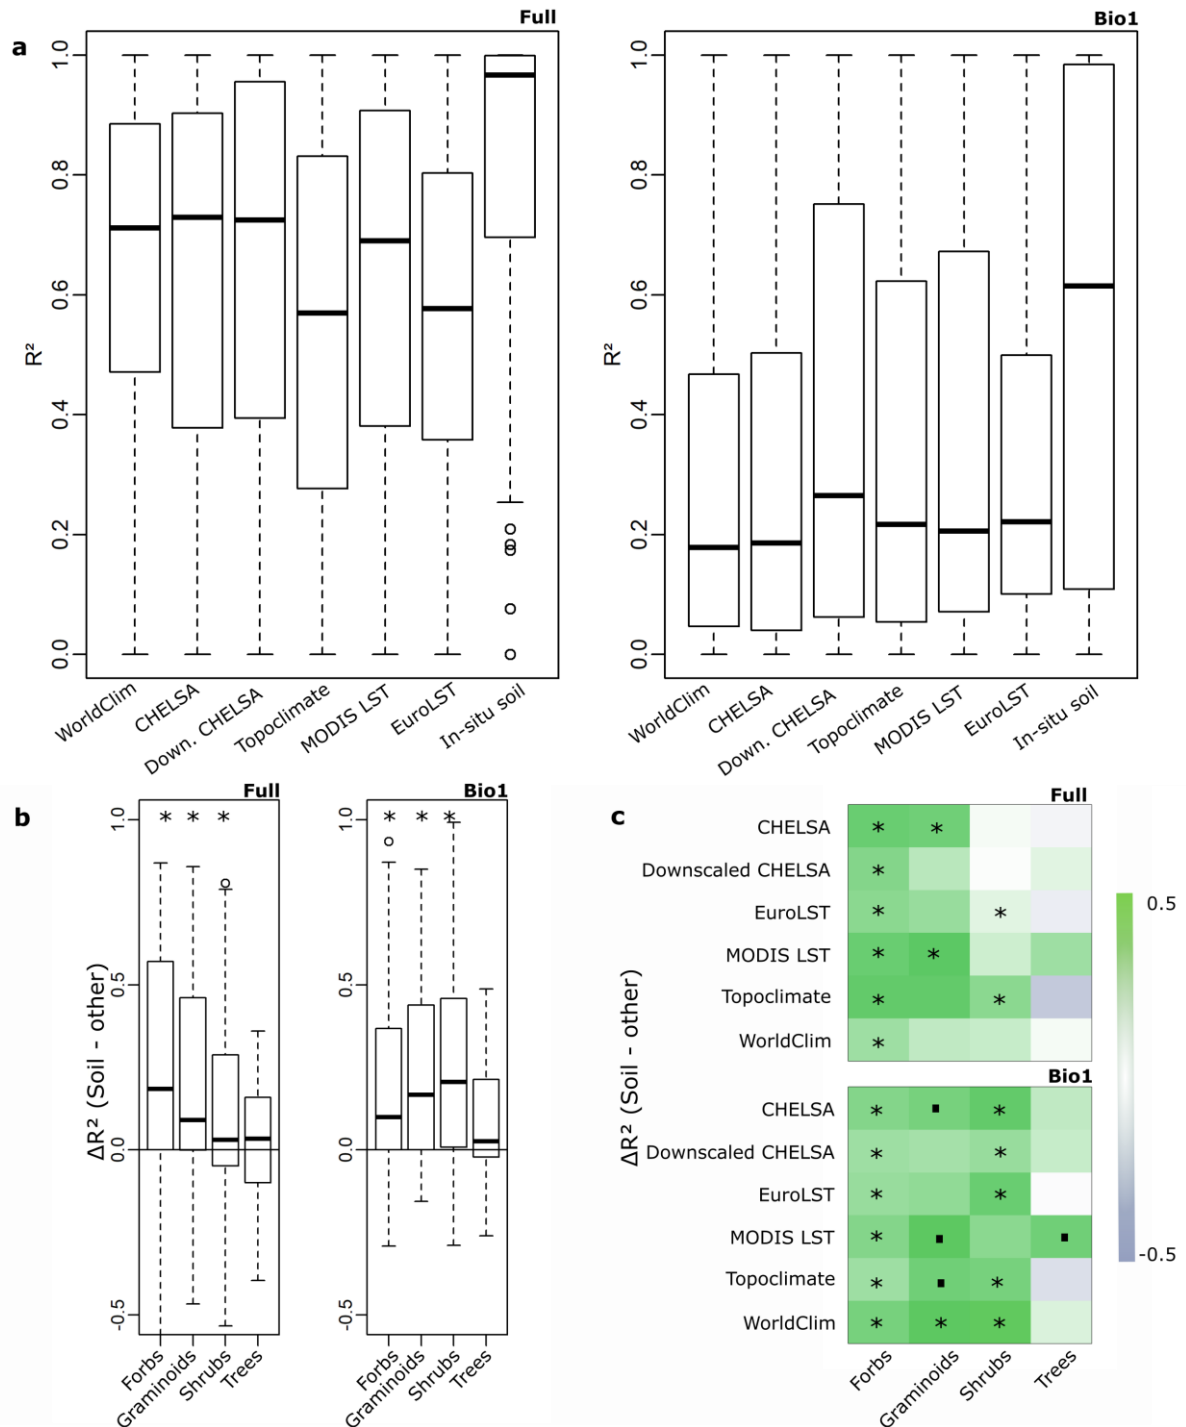 a
Full
Bio1
1.0
0.8
0.6
0.4
0.2
0.0
R²
WorldClim
CHELSA
Down. CHELSA
Topoclimate
MODIS LST
EuroLST
In-situ soil
1.0
0.8
0.6
0.4
0.2
0.0
R²
WorldClim
CHELSA
Down. CHELSA
Topoclimate
MODIS LST
EuroLST
In-situ soil
b
Full
Bio1
* * *
* * *
1.0
0.5
0.0
-0.5
ΔR² (Soil - other)
Forbs
Graminoids
Shrubs
Trees
1.0
0.5
0.0
-0.5
Forbs
Graminoids
Shrubs
Trees
c
Full
ΔR² (Soil - other)
CHELSA * *
Downscaled CHELSA *
EuroLST * *
MODIS LST * *
Topoclimate * *
WorldClim *
Bio1
CHELSA * ▪ *
Downscaled CHELSA * *
EuroLST * *
MODIS LST * ▪ ▪
Topoclimate * ▪ *
WorldClim * * *
Forbs
Graminoids
Shrubs
Trees
0.5
-0.5